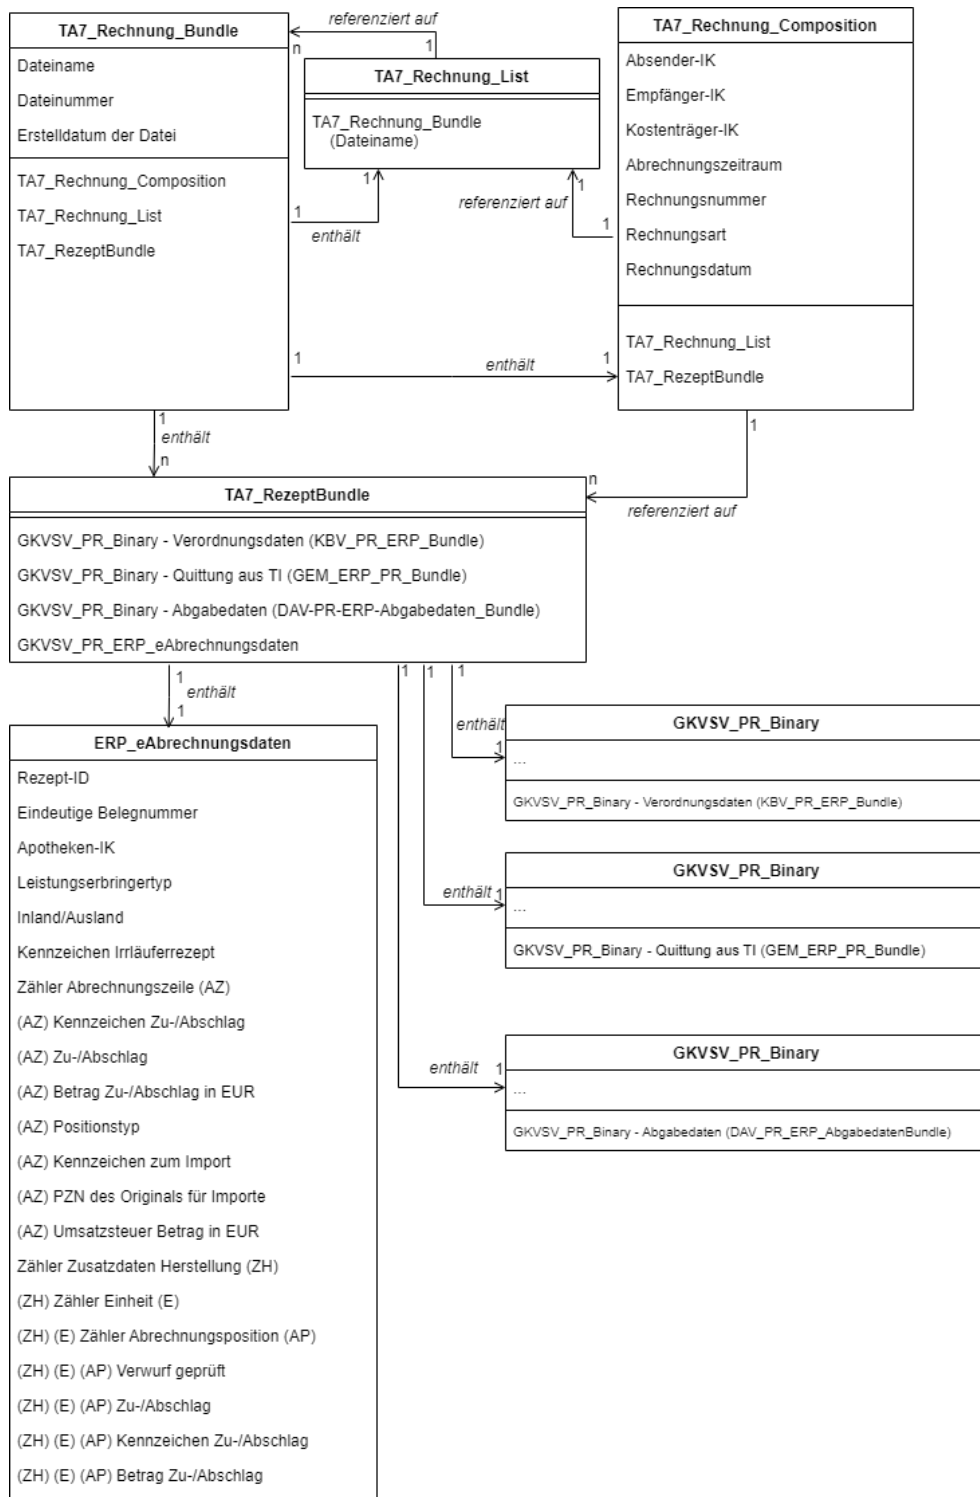 referenziert auf
TA7_Rechnung_Bundle
n
1
Dateiname
Dateinummer
Erstelldatum der Datei
TA7_Rechnung_Composition
TA7_Rechnung_List
TA7_RezeptBundle
TA7_Rechnung_List
TA7_Rechnung_Bundle
(Dateiname)
1
1
enthält
1
referenziert auf
1
TA7_Rechnung_Composition
Absender-IK
Empfänger-IK
Kostenträger-IK
Abrechnungszeitraum
Rechnungsnummer
Rechnungsart
Rechnungsdatum
TA7_Rechnung_List
TA7_RezeptBundle
1
enthält
1
1
enthält
n
1
n
referenziert auf
TA7_RezeptBundle
GKVSV_PR_Binary - Verordnungsdaten (KBV_PR_ERP_Bundle)
GKVSV_PR_Binary - Quittung aus TI (GEM_ERP_PR_Bundle)
GKVSV_PR_Binary - Abgabedaten (DAV-PR-ERP-Abgabedaten_Bundle)
GKVSV_PR_ERP_eAbrechnungsdaten
1
enthält
1
1
1
1
ERP_eAbrechnungsdaten
Rezept-ID
Eindeutige Belegnummer
Apotheken-IK
Leistungserbringertyp
Inland/Ausland
Kennzeichen Irrläuferrezept
Zähler Abrechnungszeile (AZ)
(AZ) Kennzeichen Zu-/Abschlag
(AZ) Zu-/Abschlag
(AZ) Betrag Zu-/Abschlag in EUR
(AZ) Positionstyp
(AZ) Kennzeichen zum Import
(AZ) PZN des Originals für Importe
(AZ) Umsatzsteuer Betrag in EUR
Zähler Zusatzdaten Herstellung (ZH)
(ZH) Zähler Einheit (E)
(ZH) (E) Zähler Abrechnungsposition (AP)
(ZH) (E) (AP) Verwurf geprüft
(ZH) (E) (AP) Zu-/Abschlag
(ZH) (E) (AP) Kennzeichen Zu-/Abschlag
(ZH) (E) (AP) Betrag Zu-/Abschlag
enthält
1
GKVSV_PR_Binary
...
GKVSV_PR_Binary - Verordnungsdaten (KBV_PR_ERP_Bundle)
enthält
1
GKVSV_PR_Binary
...
GKVSV_PR_Binary - Quittung aus TI (GEM_ERP_PR_Bundle)
enthält
1
GKVSV_PR_Binary
...
GKVSV_PR_Binary - Abgabedaten (DAV_PR_ERP_AbgabedatenBundle)